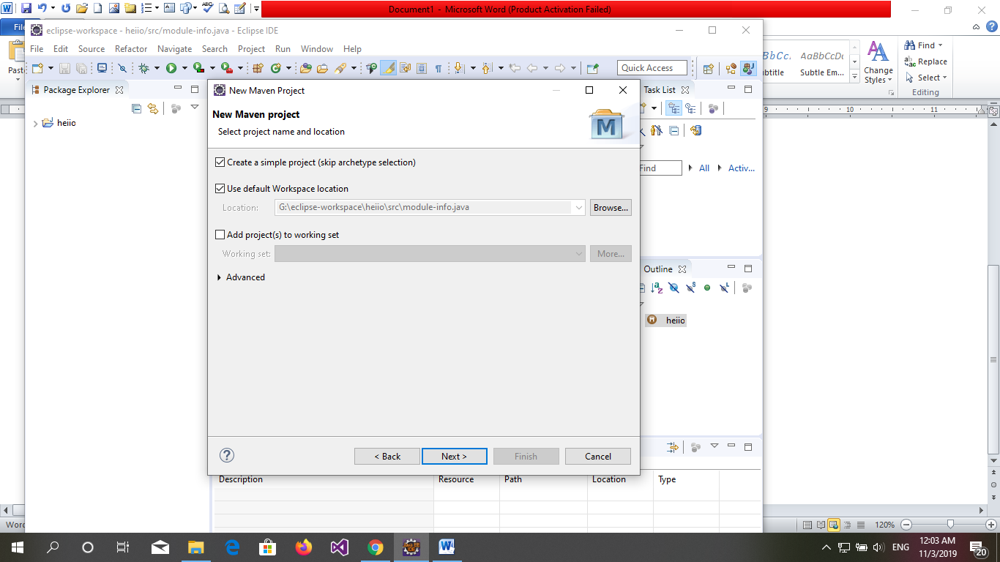 Document1 - Microsoft Word (Product Activation Failed)
File
eclipse-workspace - heiio/src/module-info.java - Eclipse IDE
File Edit Source Refactor Navigate Search Project Run Window Help
Find
Replace
Select
Editing
Change
Styles
AaBbCcDc
Subtle Em...
Paste
Quick Access
Package Explorer
heiio
Task List
Find
All
Activ...
Outline
heiio
New Maven Project
New Maven project
Select project name and location
M
Create a simple project (skip archetype selection)
Use default Workspace location
Location:
G:\eclipse-workspace\heiio\src\module-info.java
Browse...
Add project(s) to working set
Working set:
More...
Advanced
< Back
Next >
Finish
Cancel
Description Resource Path Location Type
9 10 11
120%
ENG
12:03 AM
11/3/2019
20